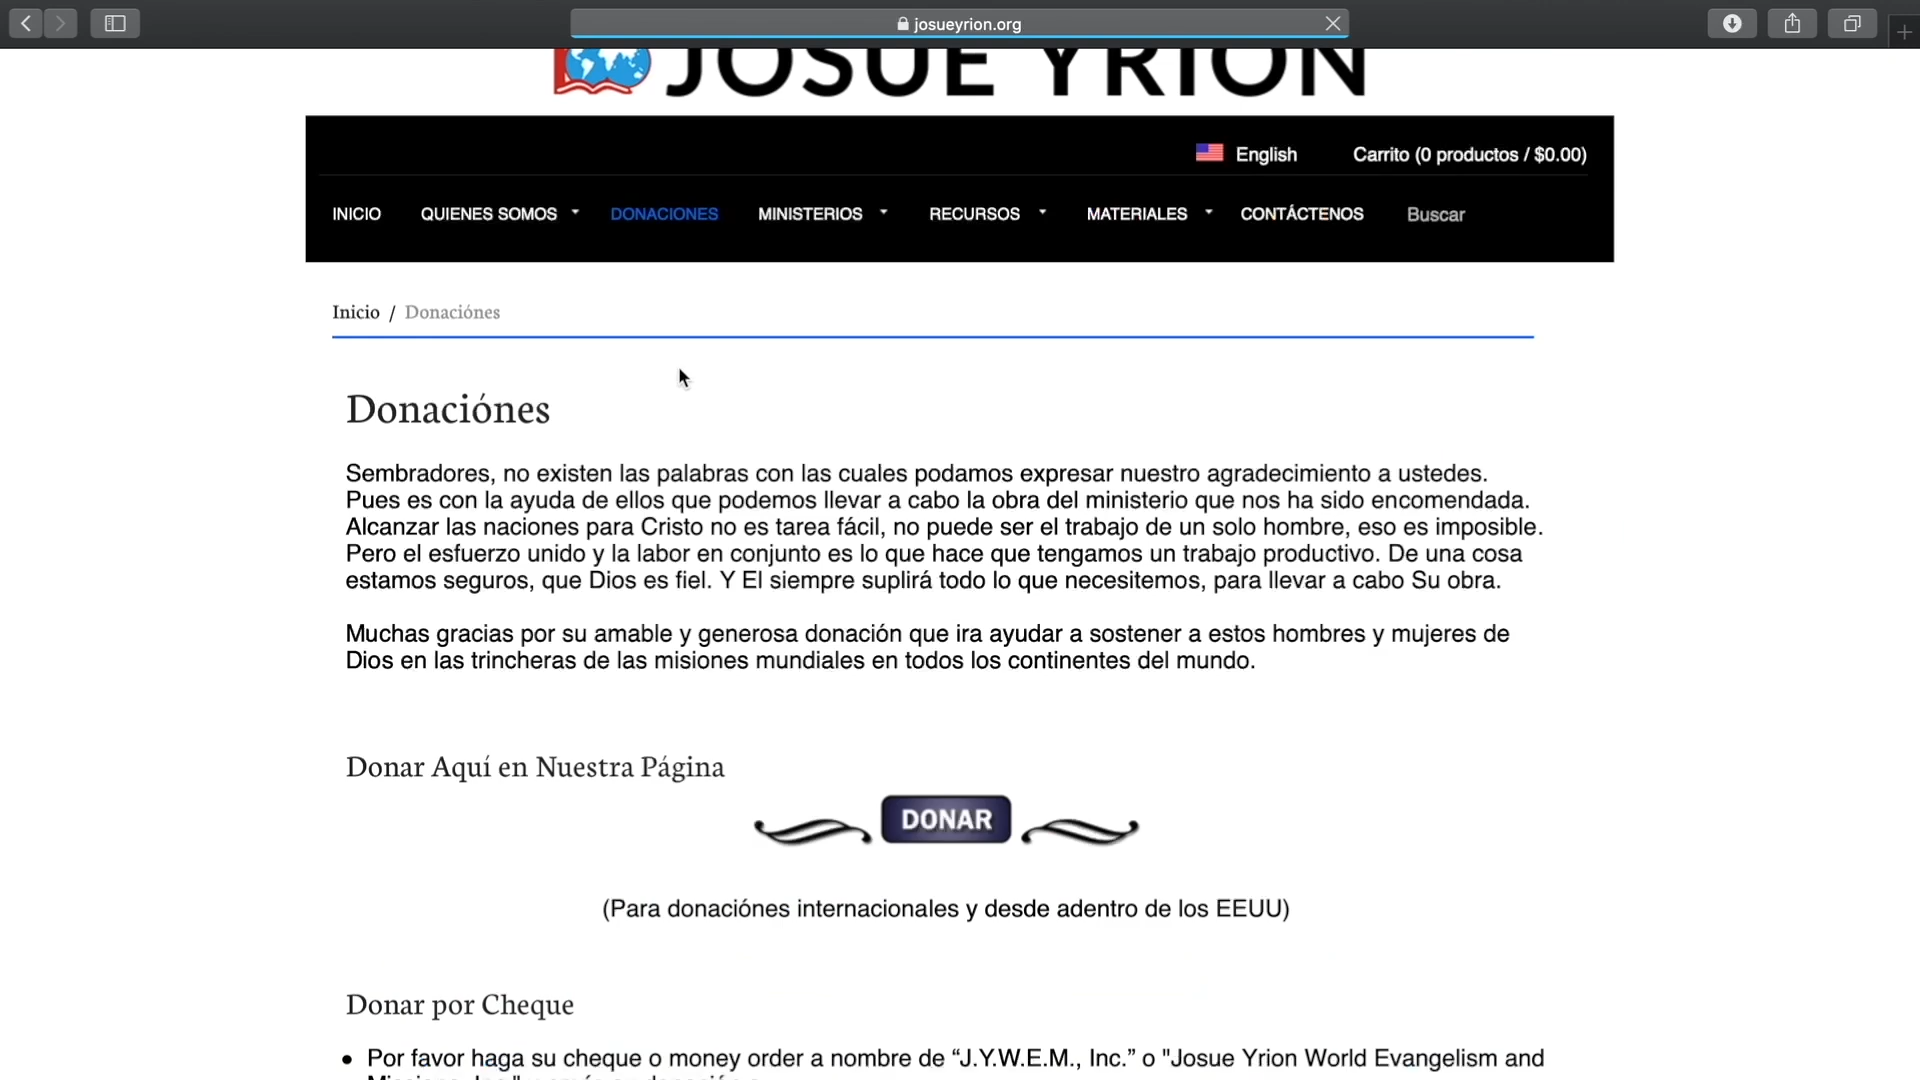 josueyrion.org
JOSUE YRION
English
Carrito (0 productos / $0.00)
INICIO
QUIENES SOMOS
DONACIONES
MINISTERIOS
RECURSOS
MATERIALES
CONTÁCTENOS
Buscar
Inicio / Donaciónes
Donaciónes
Sembradores, no existen las palabras con las cuales podamos expresar nuestro agradecimiento a ustedes.
Pues es con la ayuda de ellos que podemos llevar a cabo la obra del ministerio que nos ha sido encomendada.
Alcanzar las naciones para Cristo no es tarea fácil, no puede ser el trabajo de un solo hombre, eso es imposible.
Pero el esfuerzo unido y la labor en conjunto es lo que hace que tengamos un trabajo productivo. De una cosa
estamos seguros, que Dios es fiel. Y El siempre suplirá todo lo que necesitemos, para llevar a cabo Su obra.
Muchas gracias por su amable y generosa donación que ira ayudar a sostener a estos hombres y mujeres de
Dios en las trincheras de las misiones mundiales en todos los continentes del mundo.
Donar Aquí en Nuestra Página
DONAR
(Para donaciónes internacionales y desde adentro de los EEUU)
Donar por Cheque
• Por favor haga su cheque o money order a nombre de “J.Y.W.E.M., Inc.” o "Josue Yrion World Evangelism and